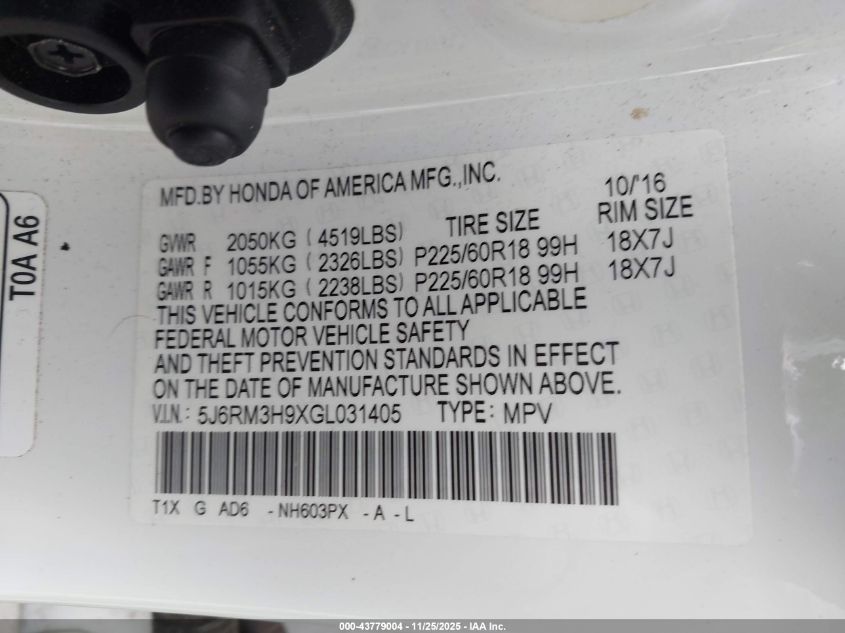 MFD.BY HONDA OF AMERICA MFG.,INC. 10/'16
GVWR 2050KG ( 4519LBS) TIRE SIZE RIM SIZE
GAWR F 1055KG ( 2326LBS) P225/60R18 99H 18X7J
GAWR R 1015KG ( 2238LBS) P225/60R18 99H 18X7J
THIS VEHICLE CONFORMS TO ALL APPLICABLE
FEDERAL MOTOR VEHICLE SAFETY
AND THEFT PREVENTION STANDARDS IN EFFECT
ON THE DATE OF MANUFACTURE SHOWN ABOVE.
V.I.N.: 5J6RM3H9XGL031405 TYPE: MPV
T1X G AD6 -NH603PX -A -L
T0A A6
000-43779004 - 11/25/2025 - IAA Inc.